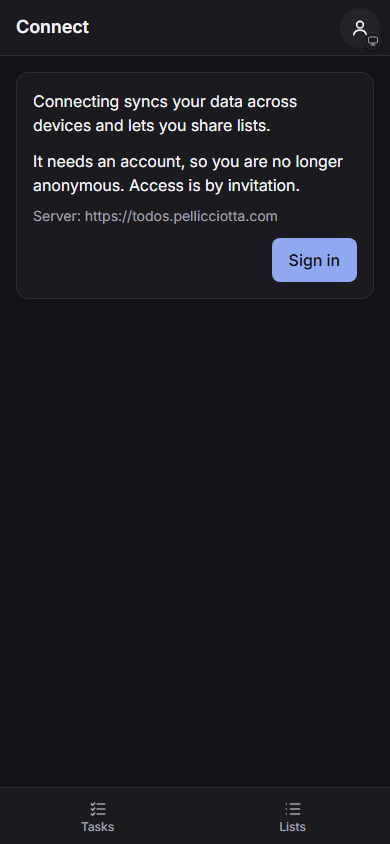 Connect
Connecting syncs your data across
devices and lets you share lists.
It needs an account, so you are no longer
anonymous. Access is by invitation.
Server: https://todos.pellicciotta.com
Sign in
Tasks
Lists